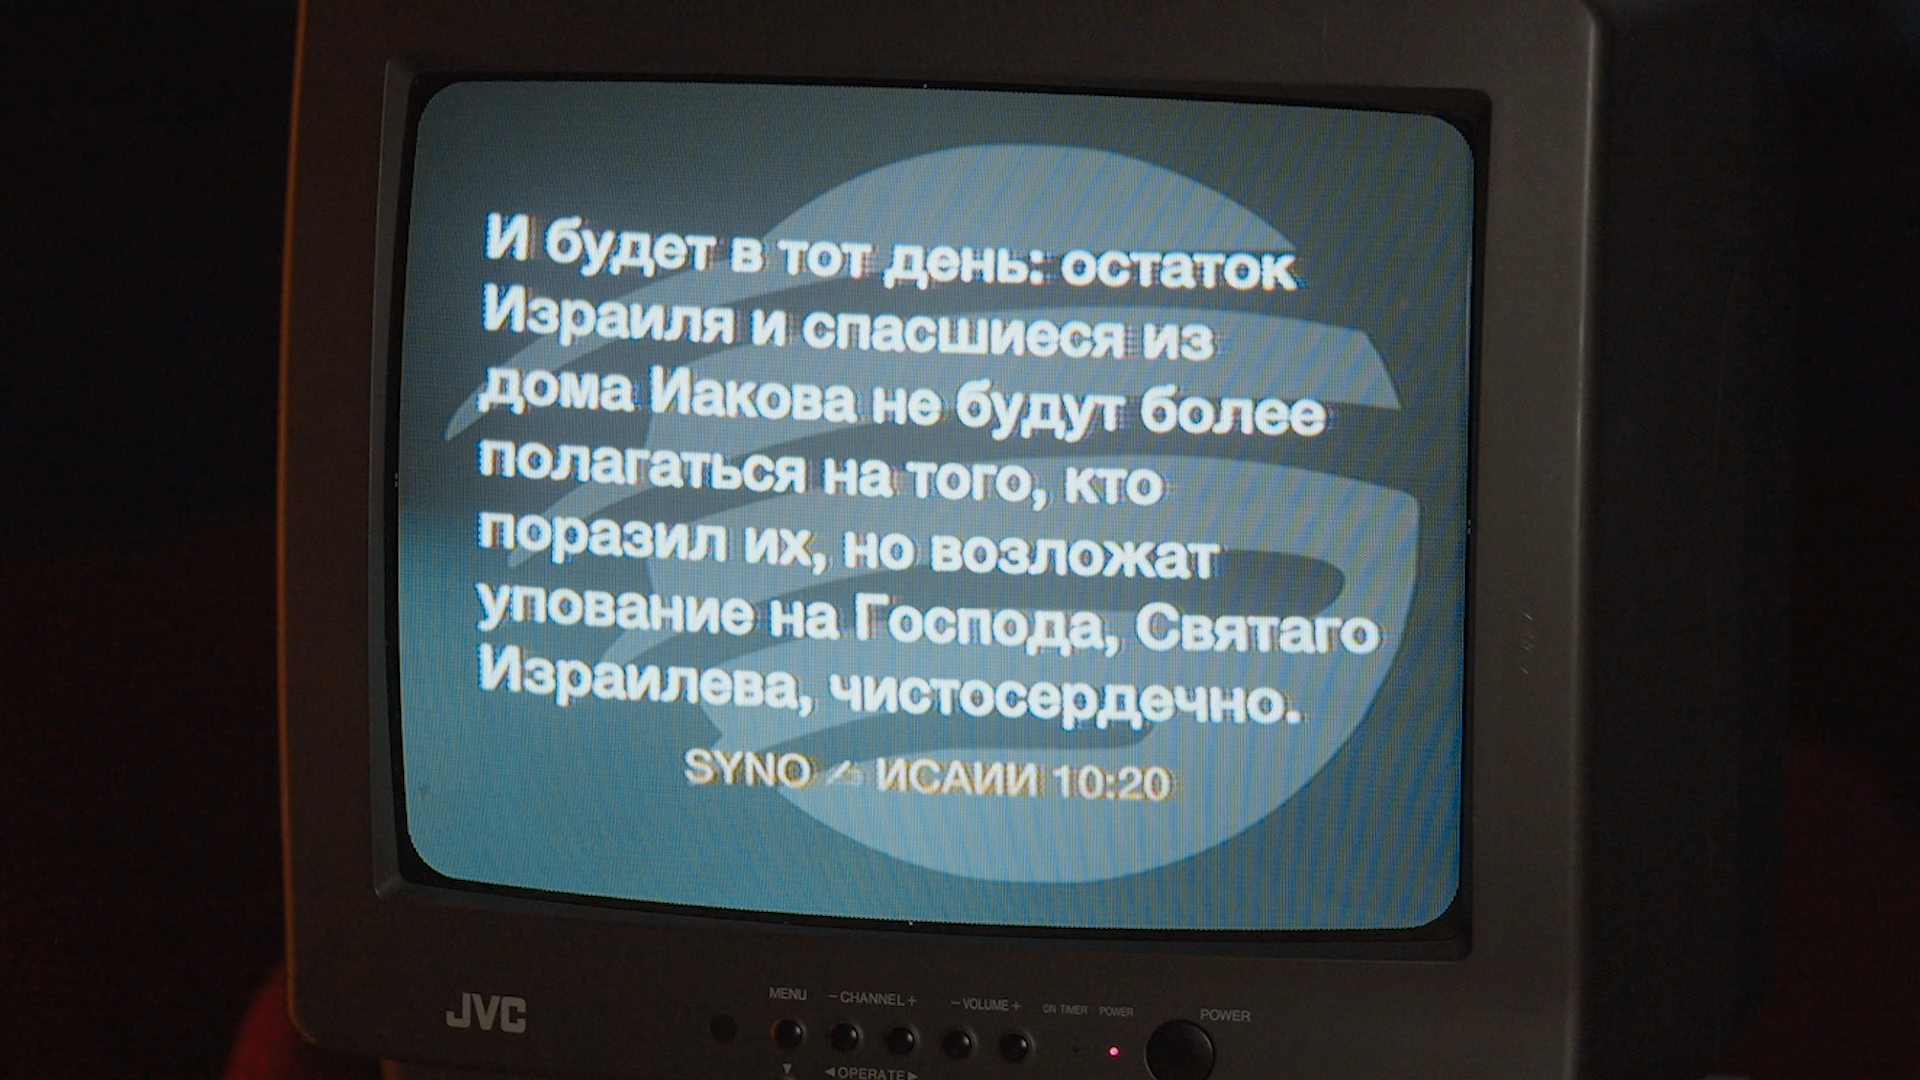 И будет в тот день: остаток
Израиля и спасшиеся из
дома Иакова не будут более
полагаться на того, кто
поразил их, но возложат
упование на Господа, Святаго
Израилева, чистосердечно.
SYNO ИСАИИ 10:20
JVC
MENU − CHANNEL + − VOLUME + ON TIMER POWER POWER
▼ ◄OPERATE►